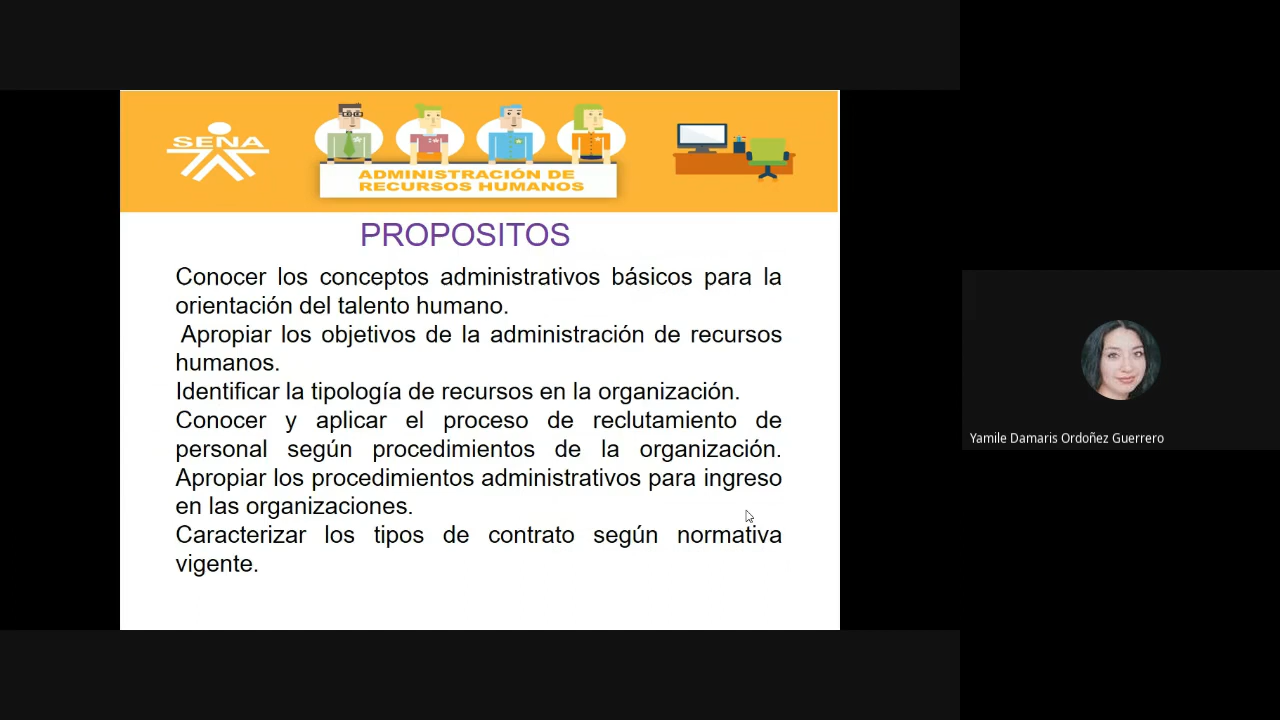 SENA
ADMINISTRACIÓN DE
RECURSOS HUMANOS
PROPOSITOS
Conocer los conceptos administrativos básicos para la
orientación del talento humano.
Apropiar los objetivos de la administración de recursos
humanos.
Identificar la tipología de recursos en la organización.
Conocer y aplicar el proceso de reclutamiento de
personal según procedimientos de la organización.
Apropiar los procedimientos administrativos para ingreso
en las organizaciones.
Caracterizar los tipos de contrato según normativa
vigente.
Yamile Damaris Ordoñez Guerrero